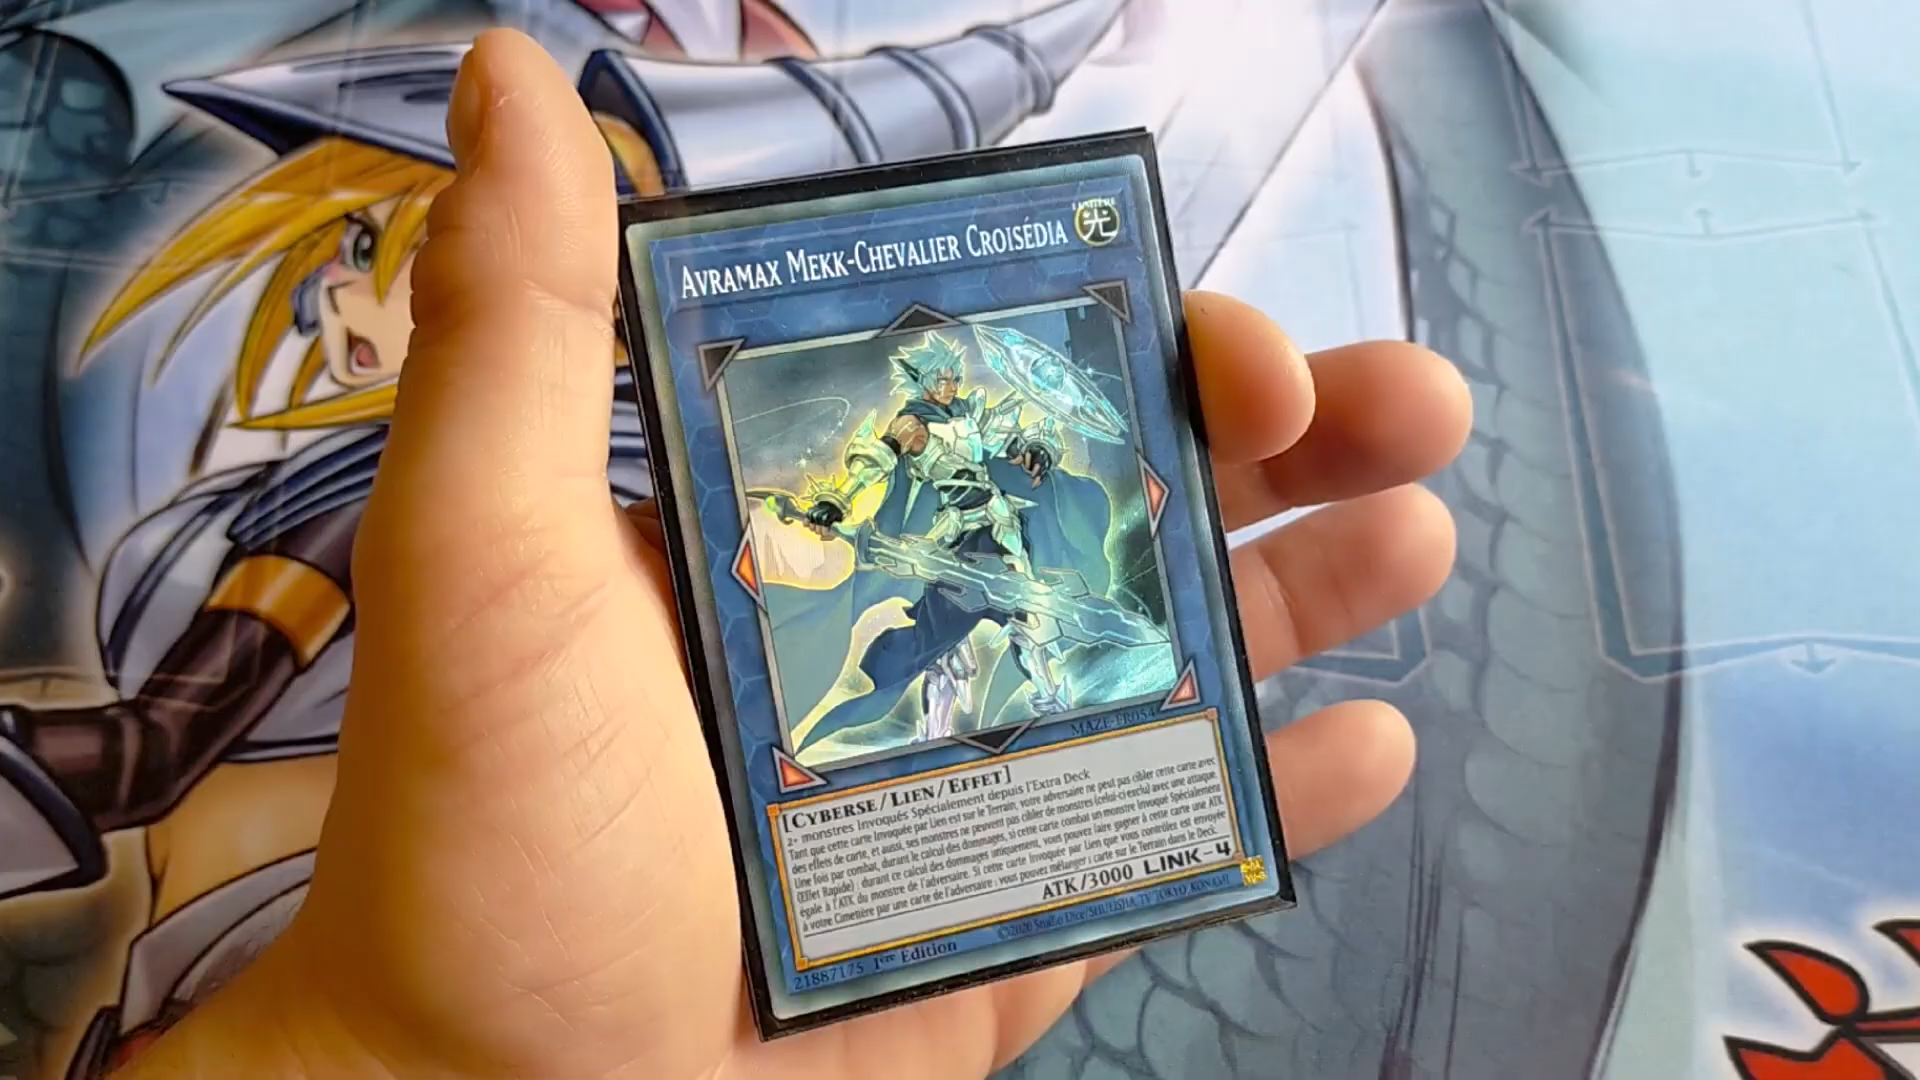 AVRAMAX MEKK-CHEVALIER CROISÉDIA
LUMIÈRE
光
MAZE-FR054
[CYBERSE/LIEN/EFFET]
2+ monstres Invoqués Spécialement depuis l'Extra Deck
Tant que cette carte Invoquée par Lien est sur le Terrain, votre adversaire ne peut pas cibler cette carte avec
des effets de carte, et aussi, ses monstres ne peuvent pas cibler de monstres (celui-ci exclu) avec une attaque.
Une fois par combat, durant le calcul des dommages, si cette carte combat un monstre Invoqué Spécialement
(Effet Rapide) : durant ce calcul des dommages uniquement, vous pouvez faire gagner à cette carte une ATK
égale à l'ATK du monstre de l'adversaire. Si cette carte Invoquée par Lien que vous contrôlez est envoyée
à votre Cimetière par une carte de l'adversaire : vous pouvez mélanger 1 carte sur le Terrain dans le Deck.
ATK/3000 LINK-4
21887175 1ère Edition
©2020 Studio Dice/SHUEISHA, TV TOKYO, KONAMI